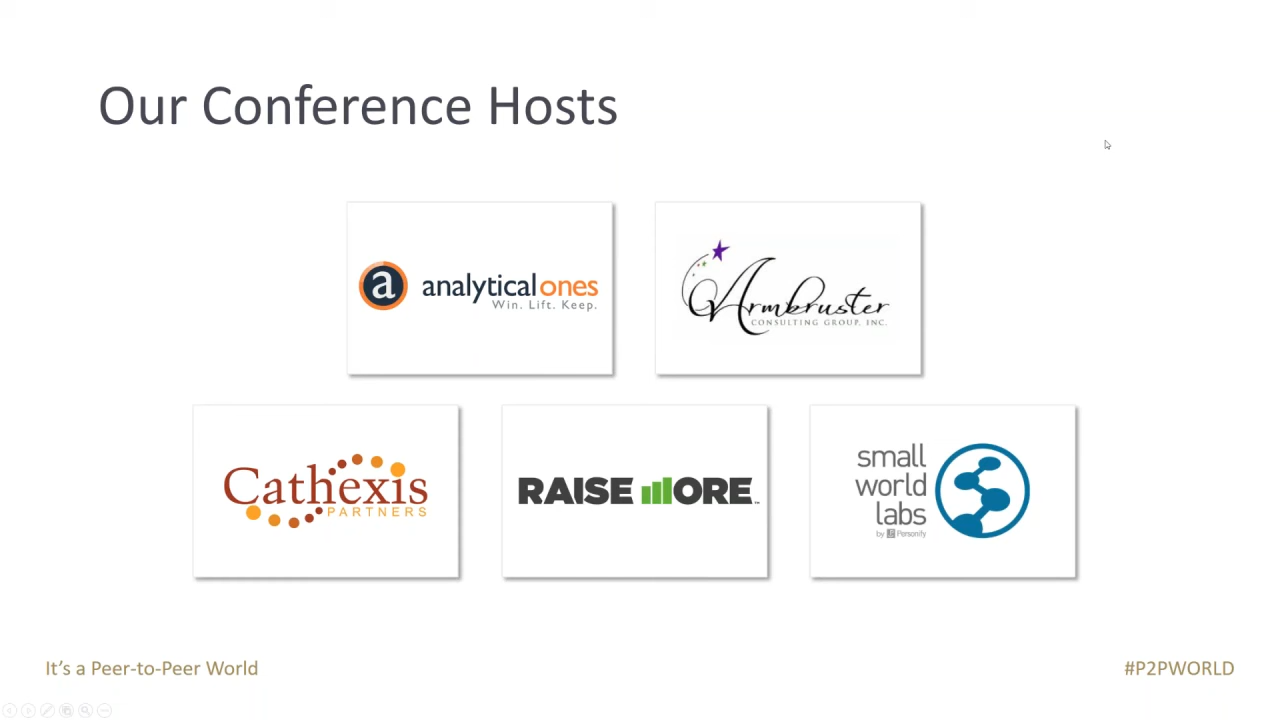 Our Conference Hosts
a analyticalones
Win. Lift. Keep.
Armbruster
CONSULTING GROUP, INC.
Cathexis
PARTNERS
RAISE MORE™
small
world
labs
by Personify
It's a Peer-to-Peer World
#P2PWORLD